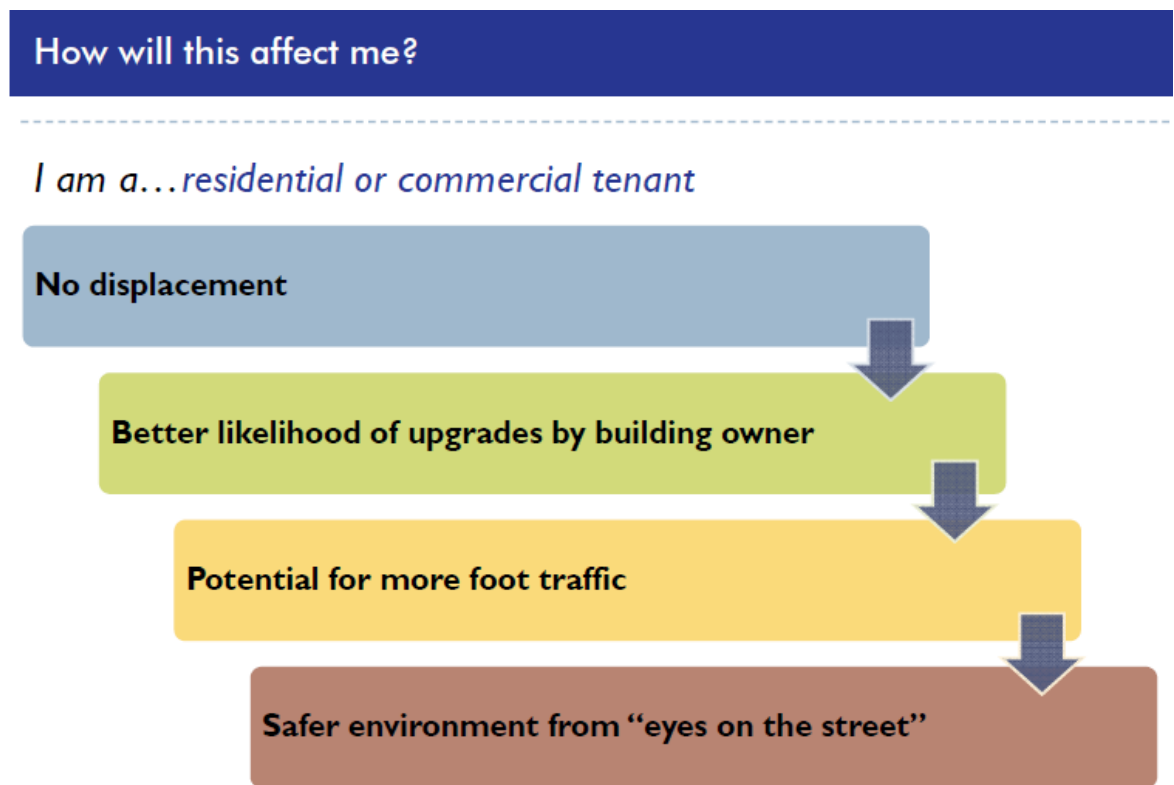 How will this affect me?
I am a…residential or commercial tenant
No displacement
Better likelihood of upgrades by building owner
Potential for more foot traffic
Safer environment from “eyes on the street”